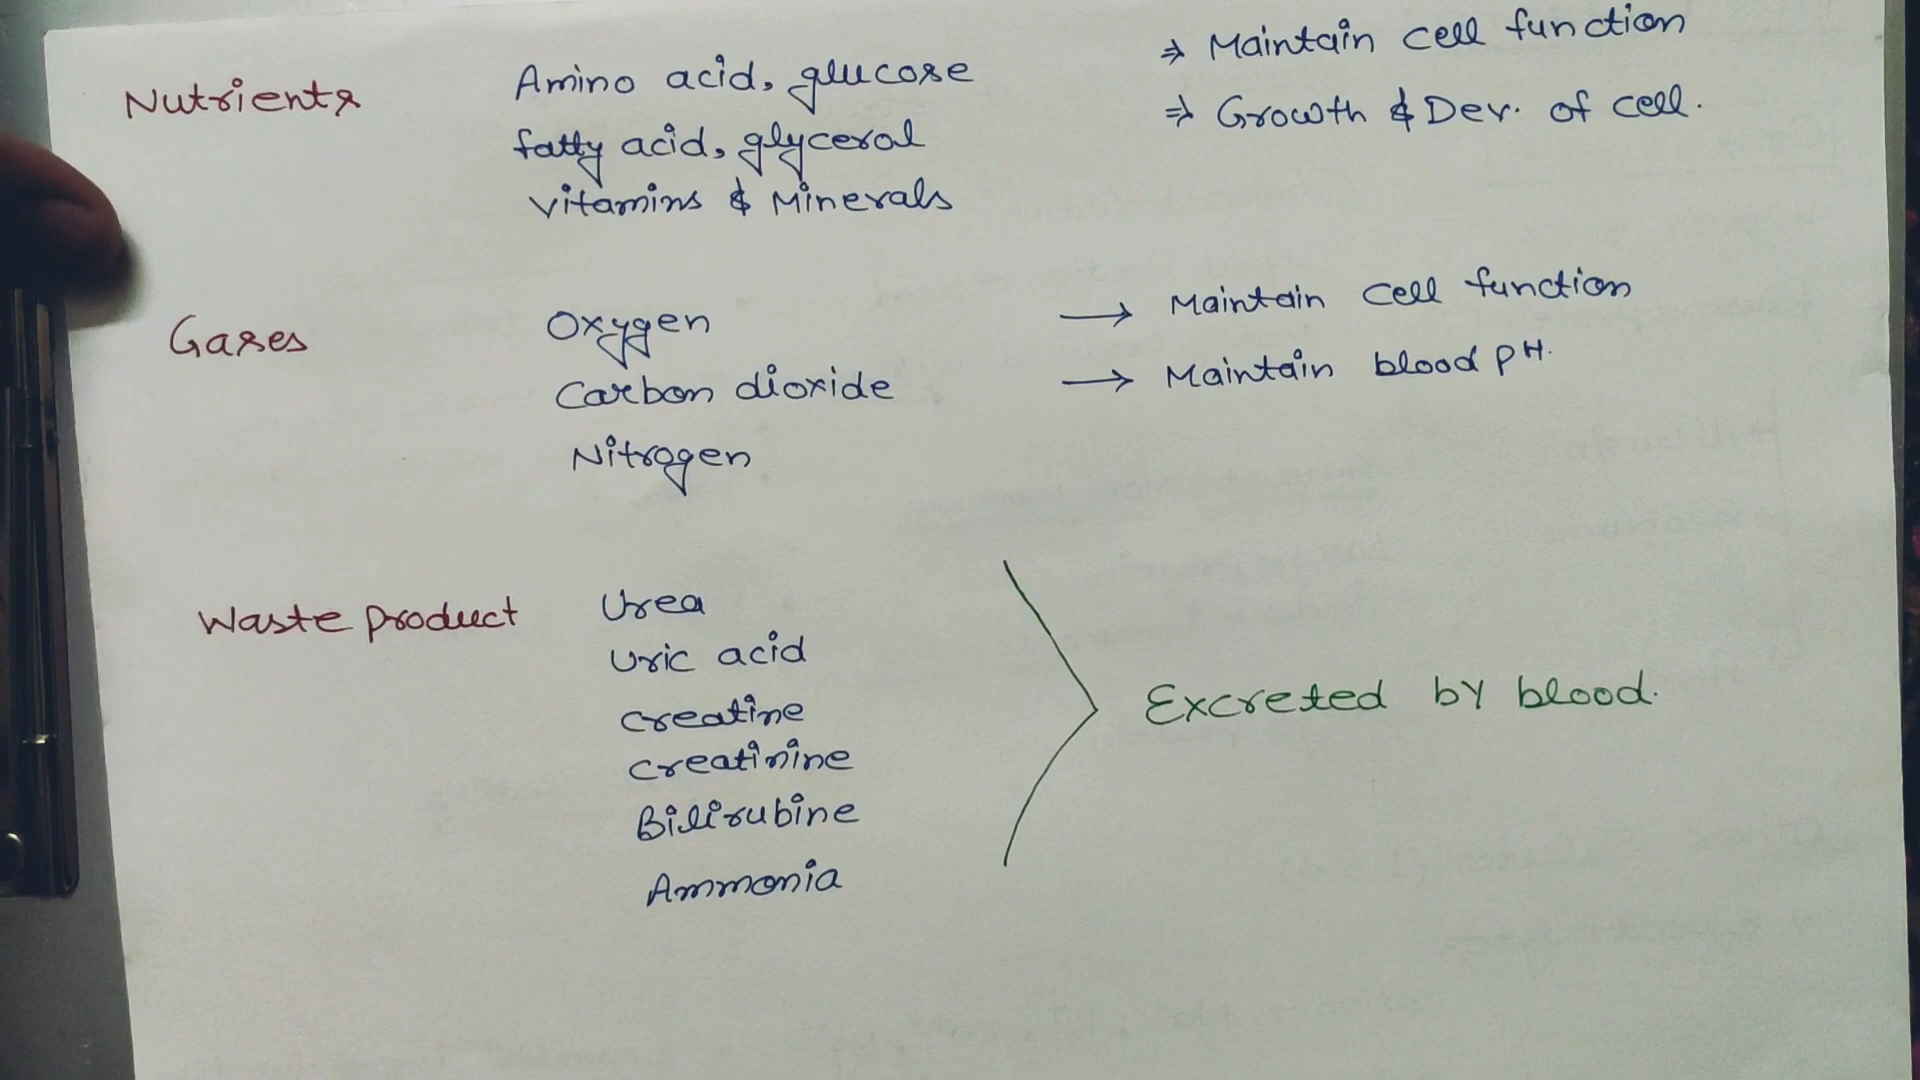 Nutrients Amino acid, glucose ⇒ Maintain cell function
fatty acid, glyceral ⇒ Growth & Dev. of cell.
vitamins & Minerals
Gases Oxygen → Maintain cell function
Carbon dioxide → Maintain blood pH.
Nitrogen
Waste product Urea
Uric acid
creatine Excreted by blood.
creatinine
Bilirubine
Ammonia